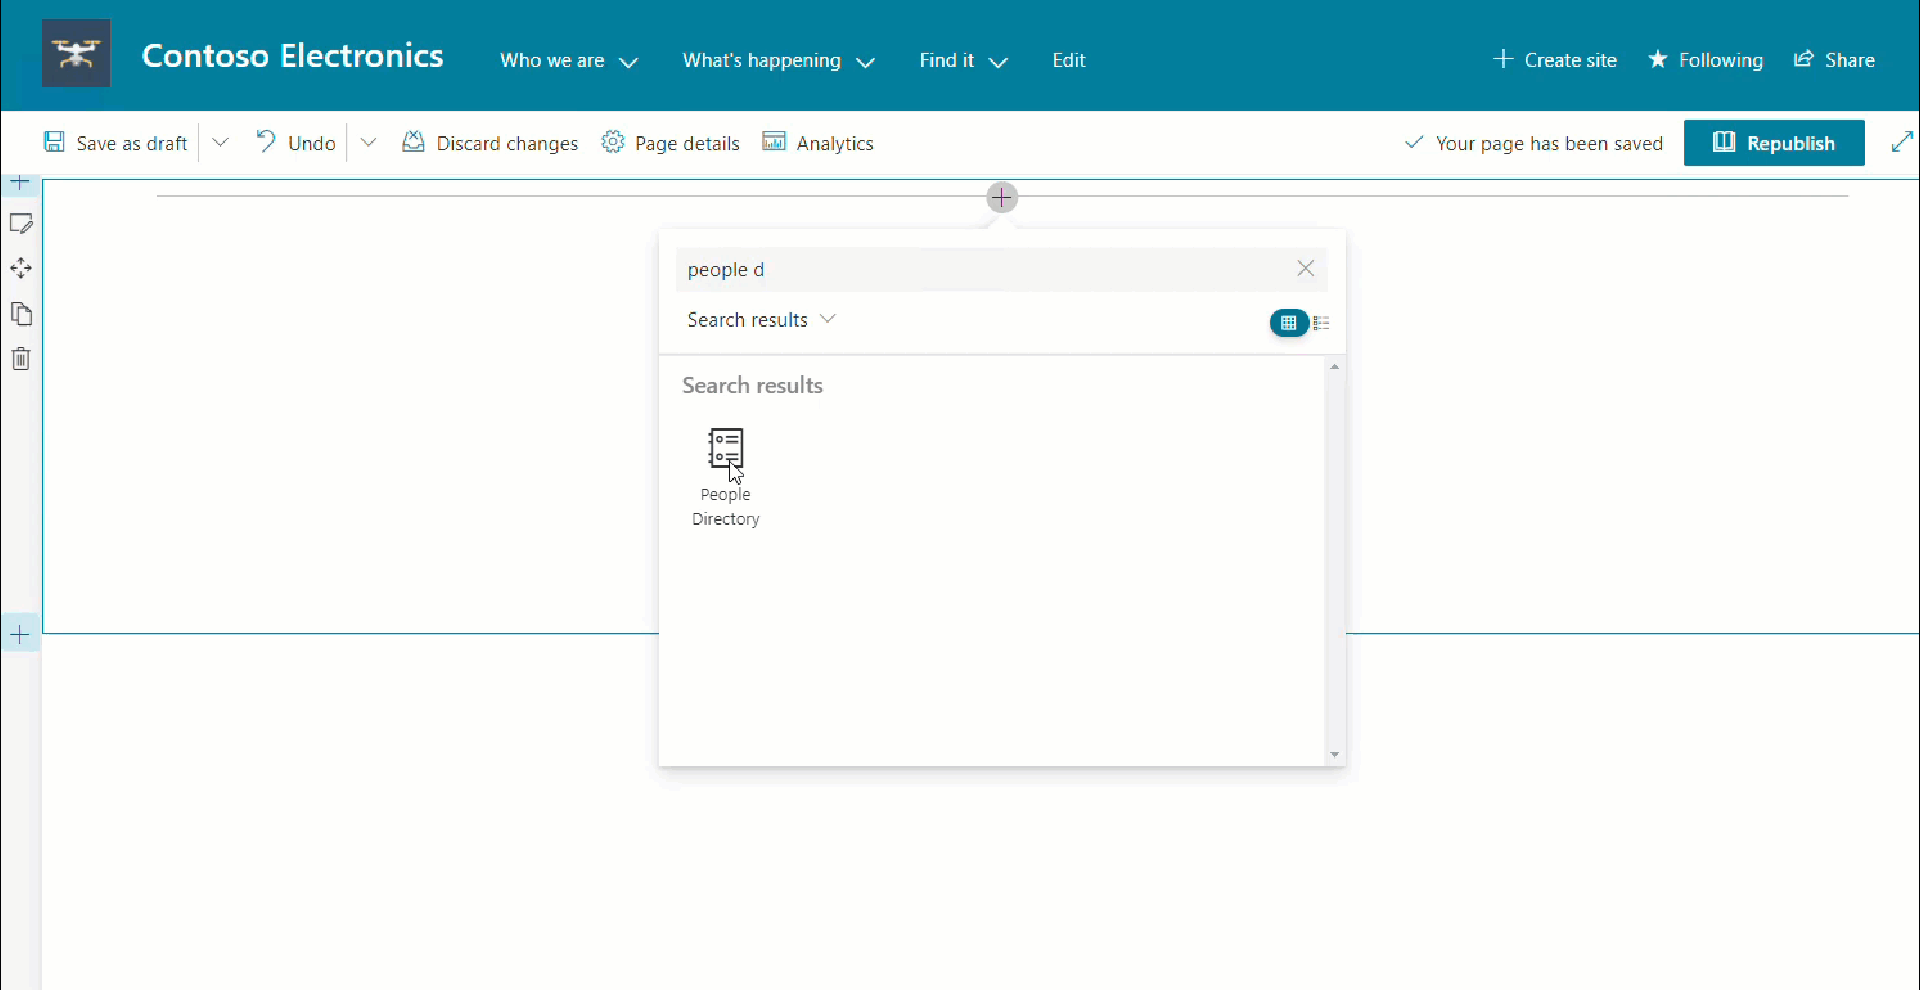 Contoso Electronics
Who we are
What's happening
Find it
Edit
Create site
Following
Share
Save as draft
Undo
Discard changes
Page details
Analytics
Your page has been saved
Republish
people d
Search results
Search results
People
Directory